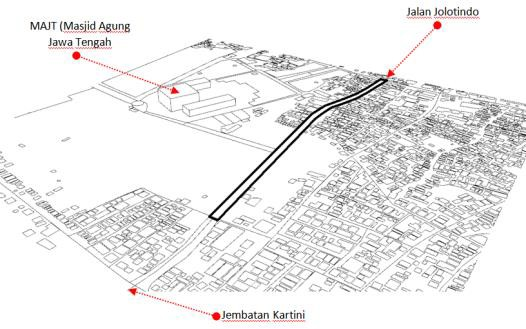 Jalan Jolotindo
MAJT (Masjid Agung
Jawa Tengah
Jembatan Kartini